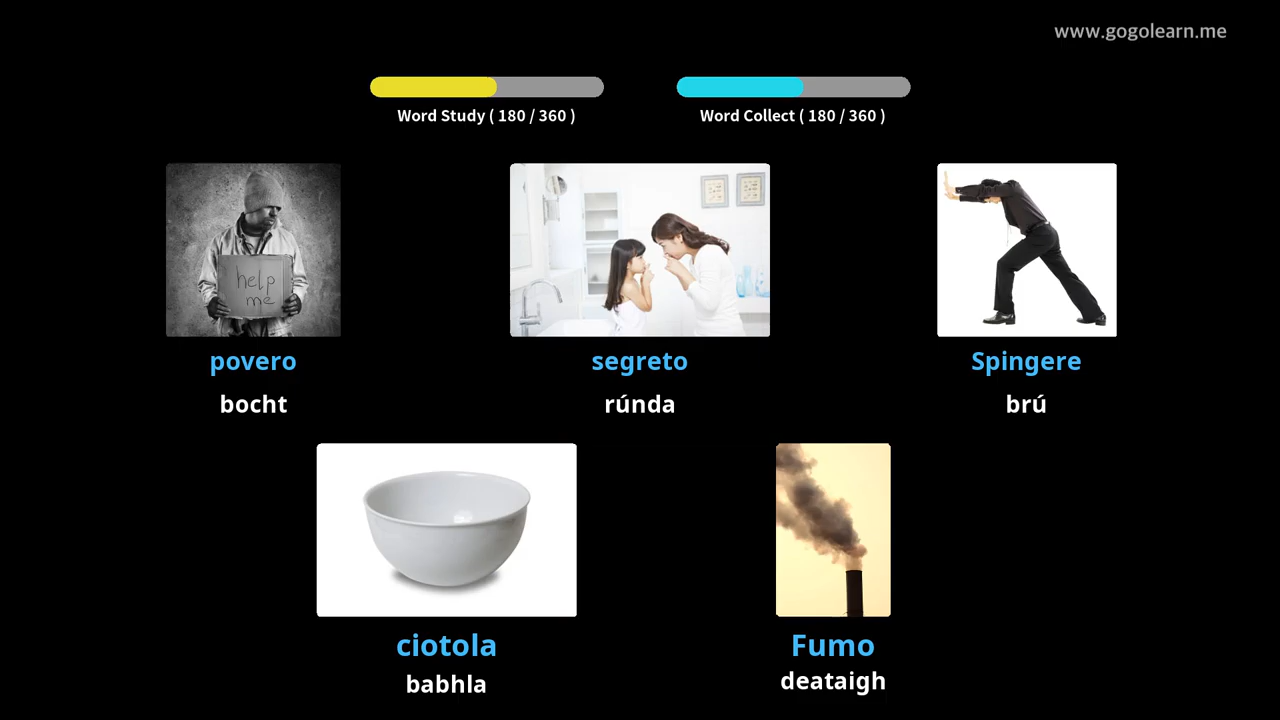 www.gogolearn.me
Word Study ( 180 / 360 )
Word Collect ( 180 / 360 )
help
me
povero
segreto
Spingere
bocht
rúnda
brú
ciotola
Fumo
babhla
deataigh